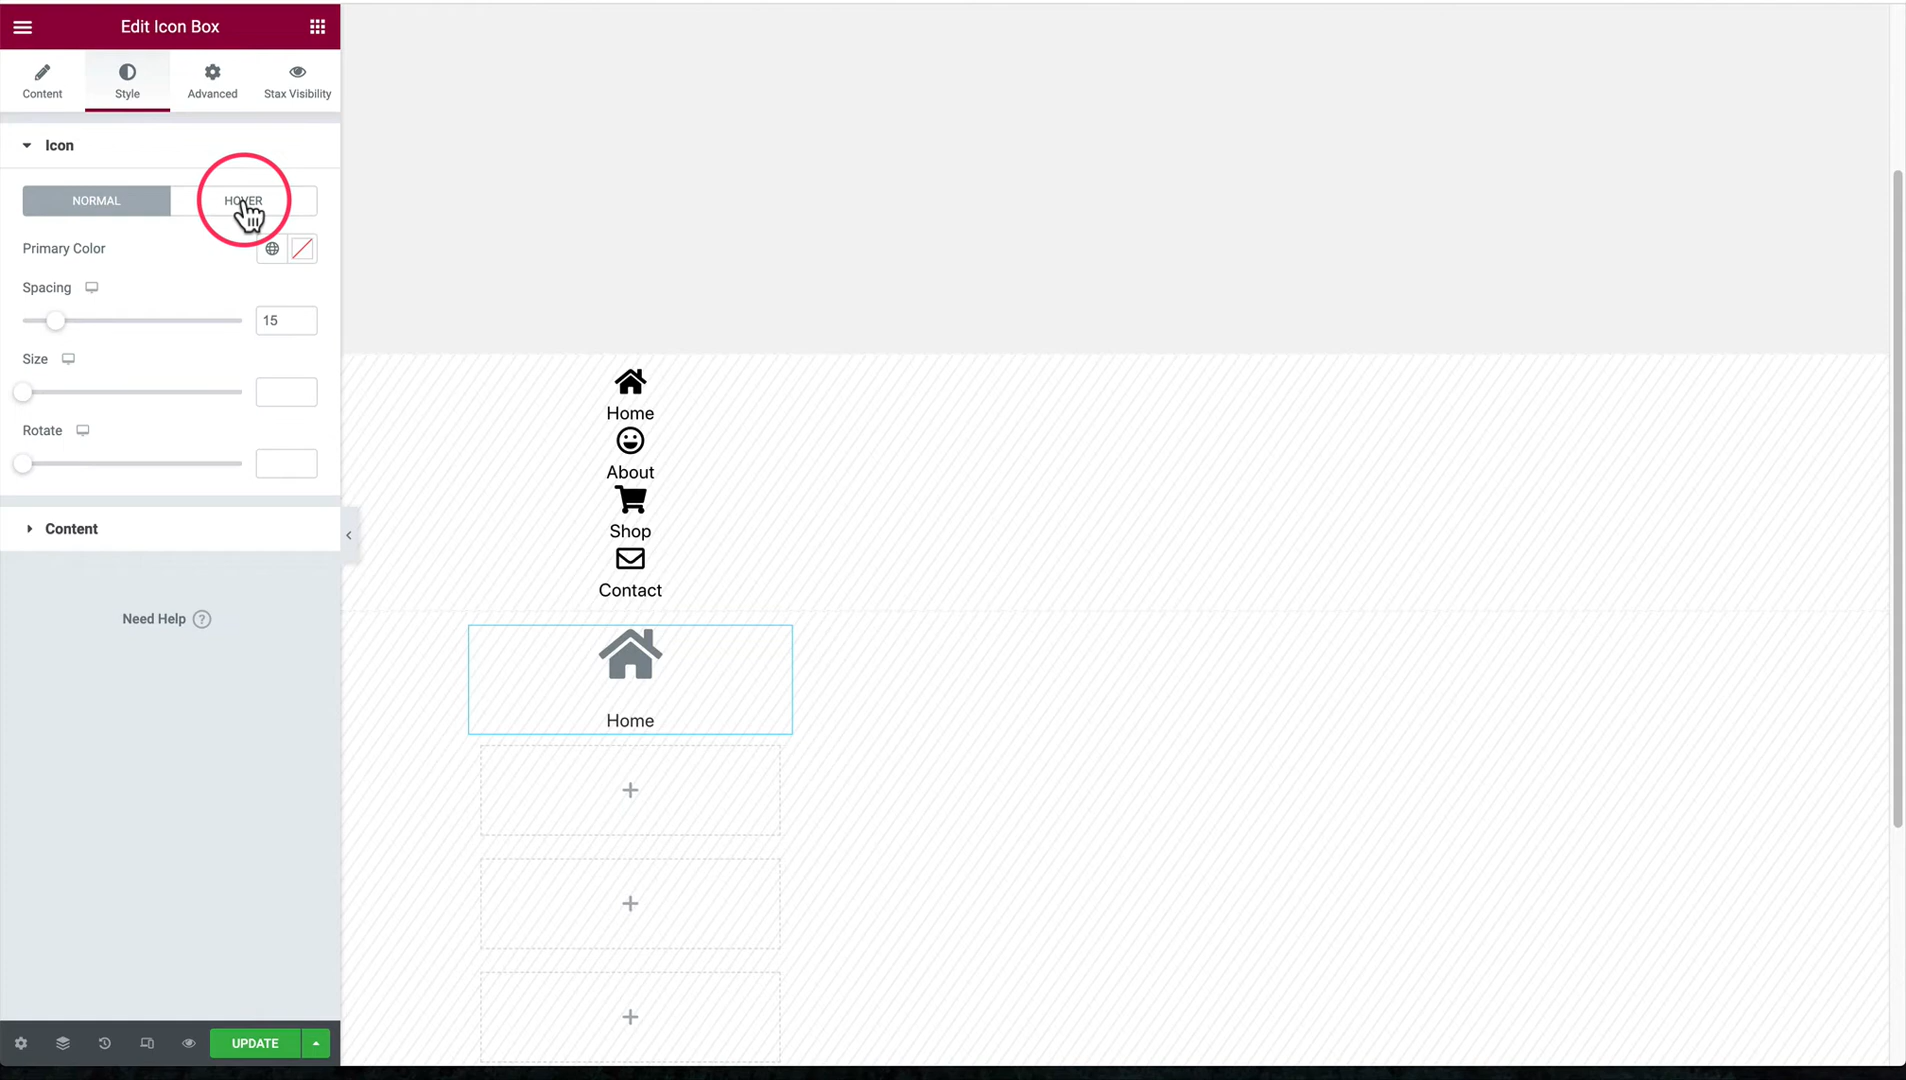 Edit Icon Box
Content
Style
Advanced
Stax Visibility
Icon
NORMAL
HOVER
Primary Color
Spacing
15
Size
Rotate
Content
Need Help ?
UPDATE
Home
About
Shop
Contact
Home